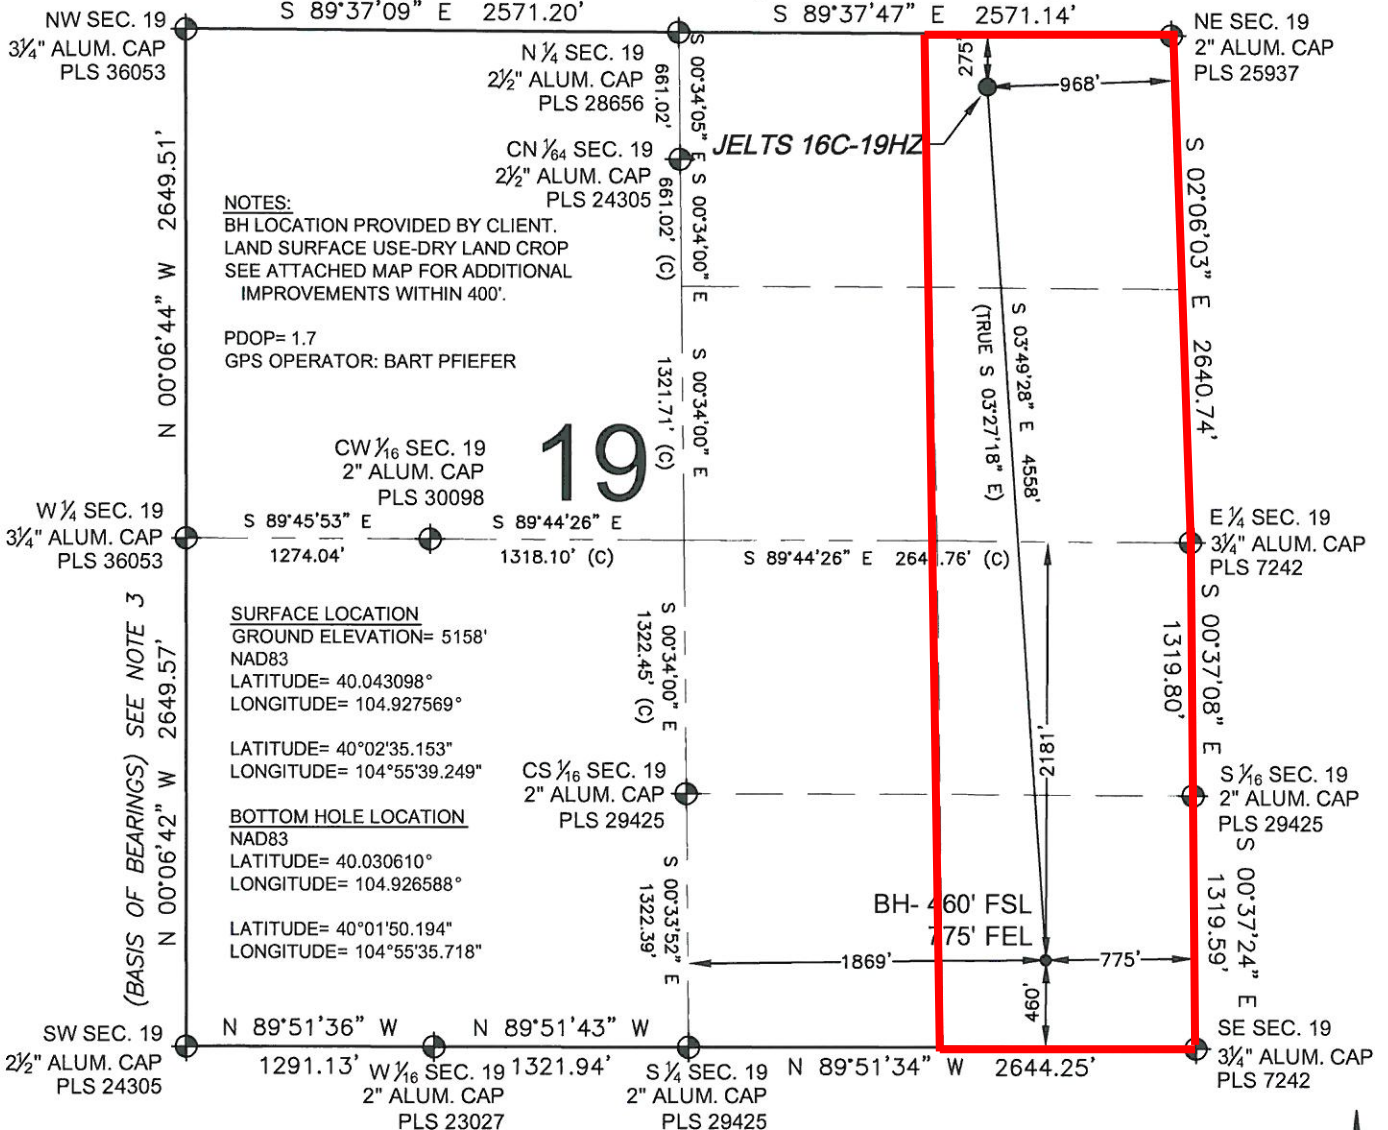 S 89°37'09" E 2571.20'
S 89°37'47" E 2571.14'
NW SEC. 19
3¼" ALUM. CAP
PLS 36053
N ¼ SEC. 19
2½" ALUM. CAP
PLS 28656
NE SEC. 19
2" ALUM. CAP
PLS 25937
275'
968'
S 00°34'05" E
661.02'
CN 1⁄64 SEC. 19
2½" ALUM. CAP
PLS 24305
JELTS 16C-19HZ
N 00°06'44" W 2649.51'
S 00°34'00" E
661.02' (C)
S 02°06'03" E 2640.74'
NOTES:
BH LOCATION PROVIDED BY CLIENT.
LAND SURFACE USE-DRY LAND CROP
SEE ATTACHED MAP FOR ADDITIONAL
IMPROVEMENTS WITHIN 400'.
PDOP= 1.7
GPS OPERATOR: BART PFIEFER
S 00°34'00" E
1321.71' (C)
S 03°49'28" E 4558'
(TRUE S 03°27'18" E)
19
CW 1⁄16 SEC. 19
2" ALUM. CAP
PLS 30098
W ¼ SEC. 19
3¼" ALUM. CAP
PLS 36053
S 89°45'53" E
1274.04'
S 89°44'26" E
1318.10' (C)
S 89°44'26" E 264 .76' (C)
E ¼ SEC. 19
3¼" ALUM. CAP
PLS 7242
(BASIS OF BEARINGS) SEE NOTE 3
N 00°06'42" W 2649.57'
SURFACE LOCATION
GROUND ELEVATION= 5158'
NAD83
LATITUDE= 40.043098°
LONGITUDE= 104.927569°
LATITUDE= 40°02'35.153"
LONGITUDE= 104°55'39.249"
S 00°34'00" E
1322.45' (C)
2181'
S 00°37'08" E
1319.80'
CS 1⁄16 SEC. 19
2" ALUM. CAP
PLS 29425
S 1⁄16 SEC. 19
2" ALUM. CAP
PLS 29425
BOTTOM HOLE LOCATION
NAD83
LATITUDE= 40.030610°
LONGITUDE= 104.926588°
LATITUDE= 40°01'50.194"
LONGITUDE= 104°55'35.718"
S 00°33'52" E
1322.39'
BH- 460' FSL
775' FEL
1869'
775'
460'
S 00°37'24" E
1319.59'
SW SEC. 19
2½" ALUM. CAP
PLS 24305
N 89°51'36" W
1291.13'
W 1⁄16 SEC. 19
2" ALUM. CAP
PLS 23027
N 89°51'43" W
1321.94'
S ¼ SEC. 19
2" ALUM. CAP
PLS 29425
N 89°51'34" W 2644.25'
SE SEC. 19
3¼" ALUM. CAP
PLS 7242